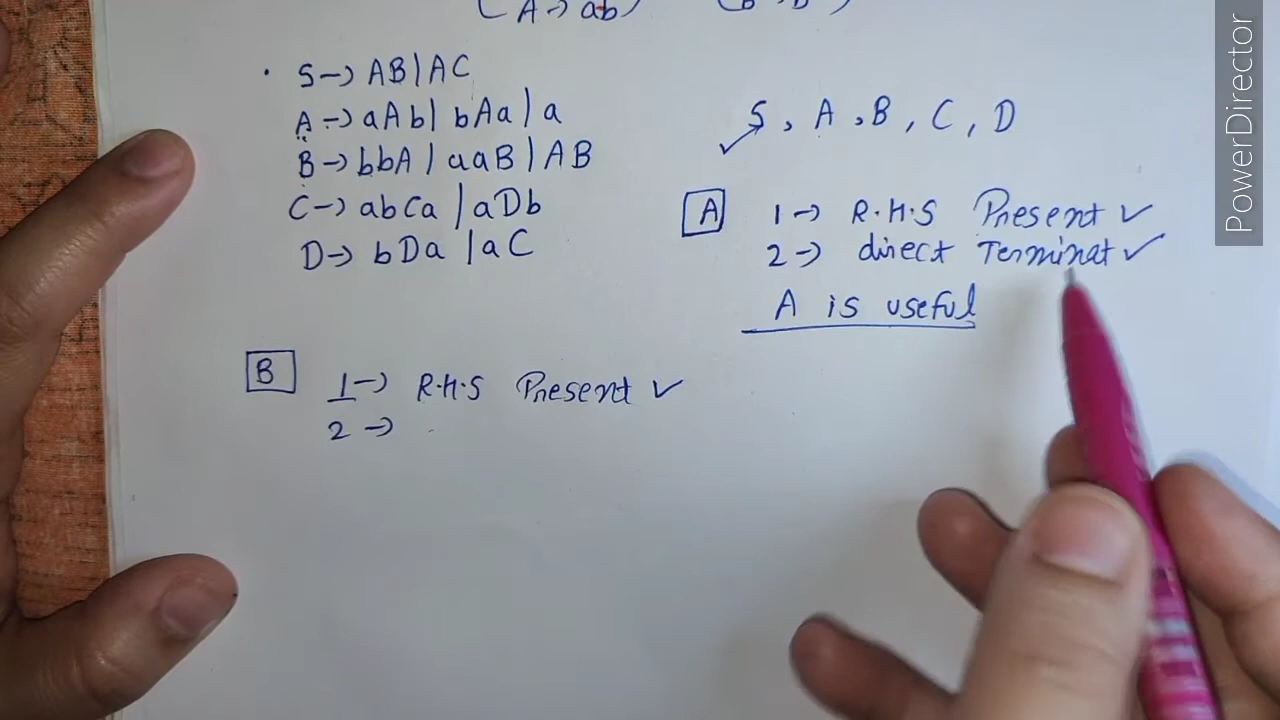 (A → ab)
S → AB | AC
A → aAb | bAa | a
B → bbA | aaB | AB
C → abCa | aDb
D → bDa | aC
S, A, B, C, D
A 1 → R.H.S Present ✓
2 → direct Terminat ✓
A is useful
B 1 → R.H.S Present ✓
2 →
PowerDirector